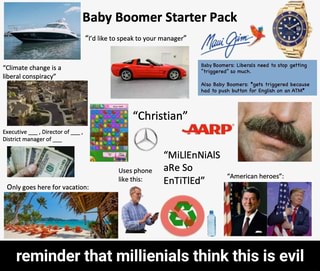 Baby Boomer Starter Pack
"I'd like to speak to your manager"
Maui Jim
"Climate change is a
liberal conspiracy"
Baby Boomers: Liberals need to stop getting
"triggered" so much.
Also Baby Boomers: *gets triggered because
had to push button for English on an ATM*
"Christian"
AARP
Executive ___, Director of ___,
District manager of ___
"MiLlEnNiAlS
aRe So
EnTiTlEd"
Uses phone
like this:
"American heroes":
Only goes here for vacation:
reminder that millienials think this is evil